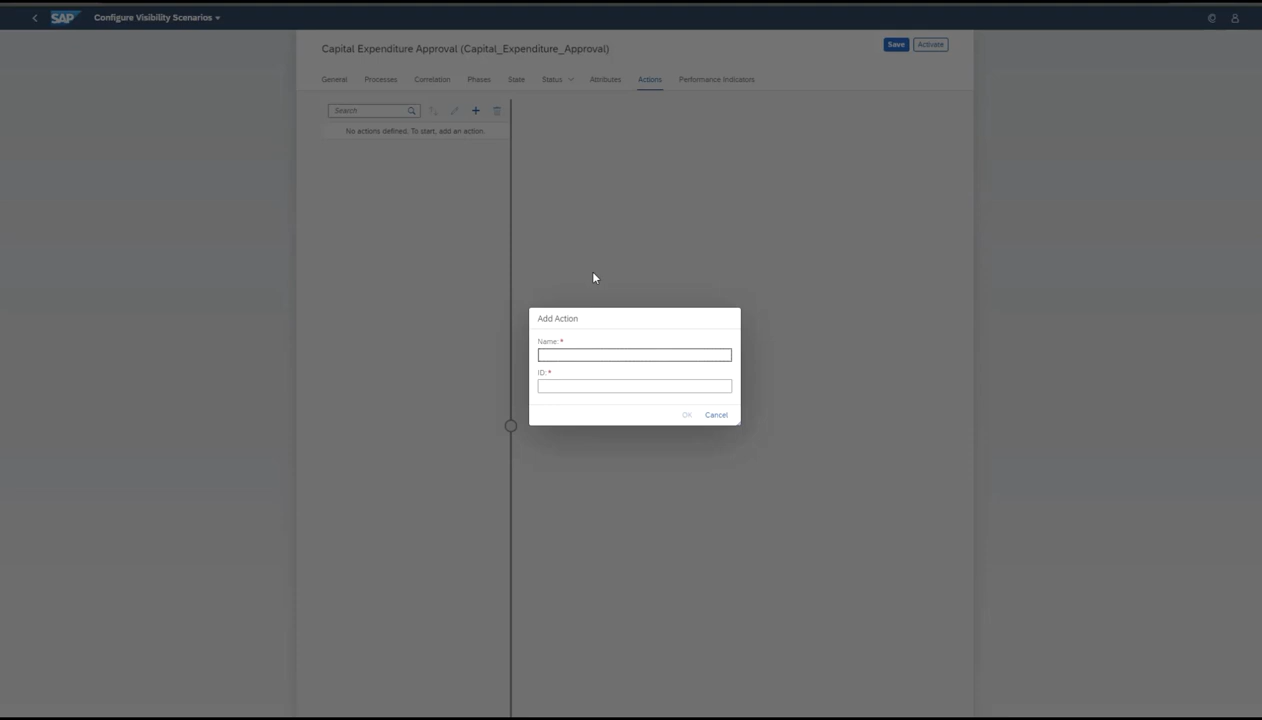 SAP Configure Visibility Scenarios
Capital Expenditure Approval (Capital_Expenditure_Approval)
Save Activate
General Processes Correlation Phases State Status Attributes Actions Performance Indicators
Search
No actions defined. To start, add an action.
Add Action
Name: *
ID: *
OK Cancel